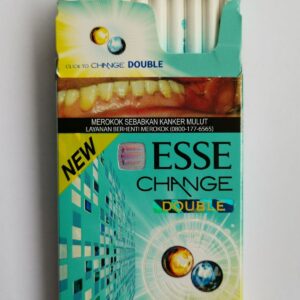 CLICK TO CHANGE DOUBLE
MEROKOK SEBABKAN KANKER MULUT
LAYANAN BERHENTI MEROKOK (0800-177-6565)
NEW
ESSE
CHANGE
DOUBLE